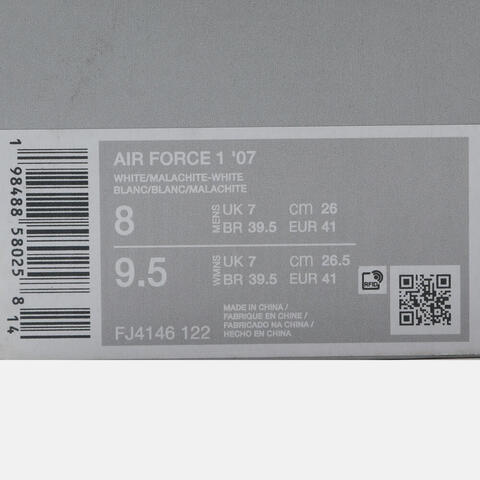 AIR FORCE 1 '07
WHITE/MALACHITE-WHITE
BLANC/BLANC/MALACHITE
8 MENS UK 7 cm 26
BR 39.5 EUR 41
9.5 WMNS UK 7 cm 26.5
BR 39.5 EUR 41
RFID
MADE IN CHINA /
FABRIQUE EN CHINE /
FABRICADO NA CHINA /
HECHO EN CHINA
FJ4146 122
1 98488 58025 8 14